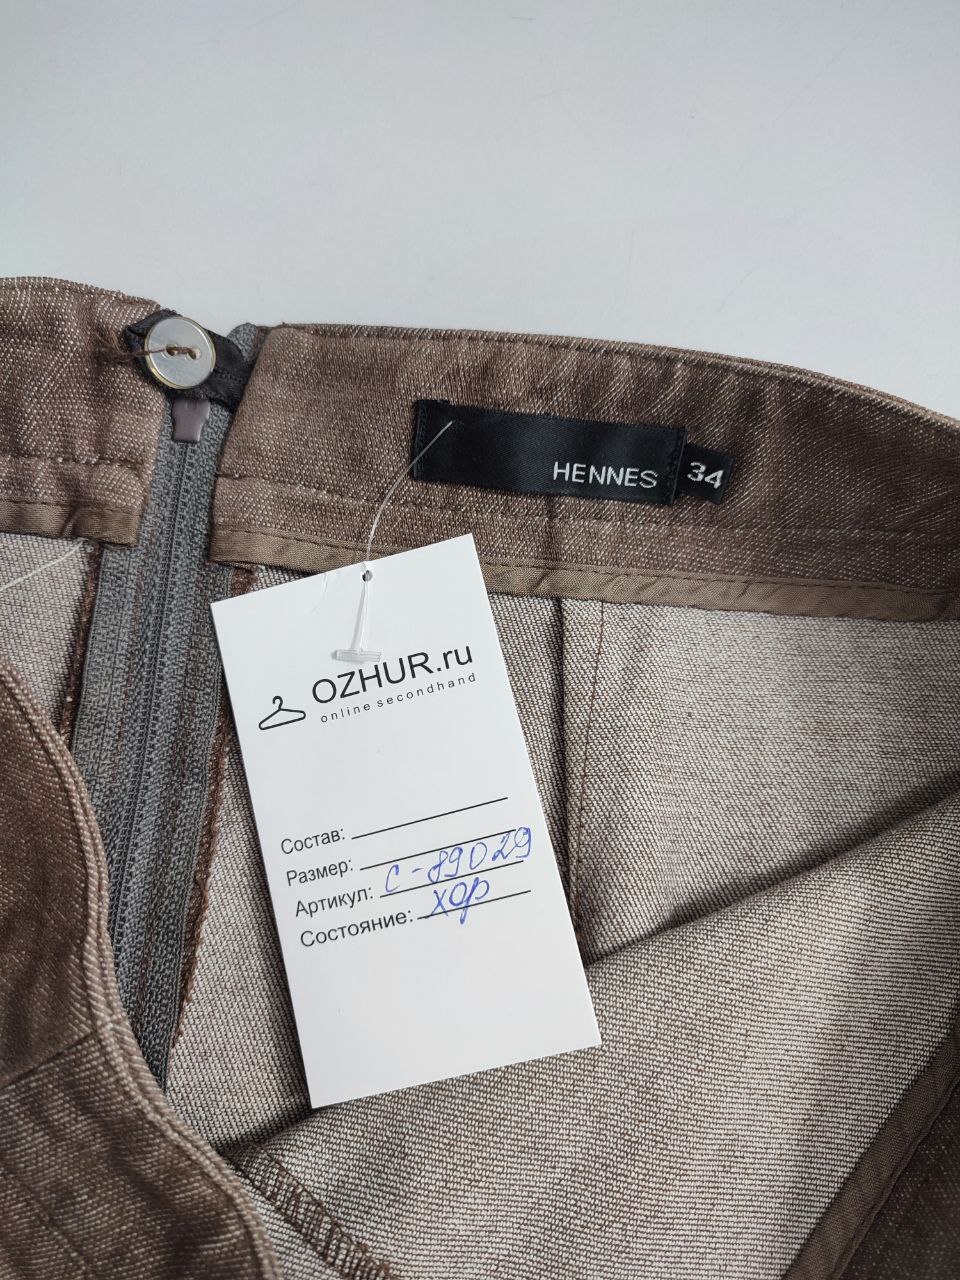 HENNES
34
OZHUR.ru
online secondhand
Состав:
Размер:
Артикул: С-89029
Состояние: хор